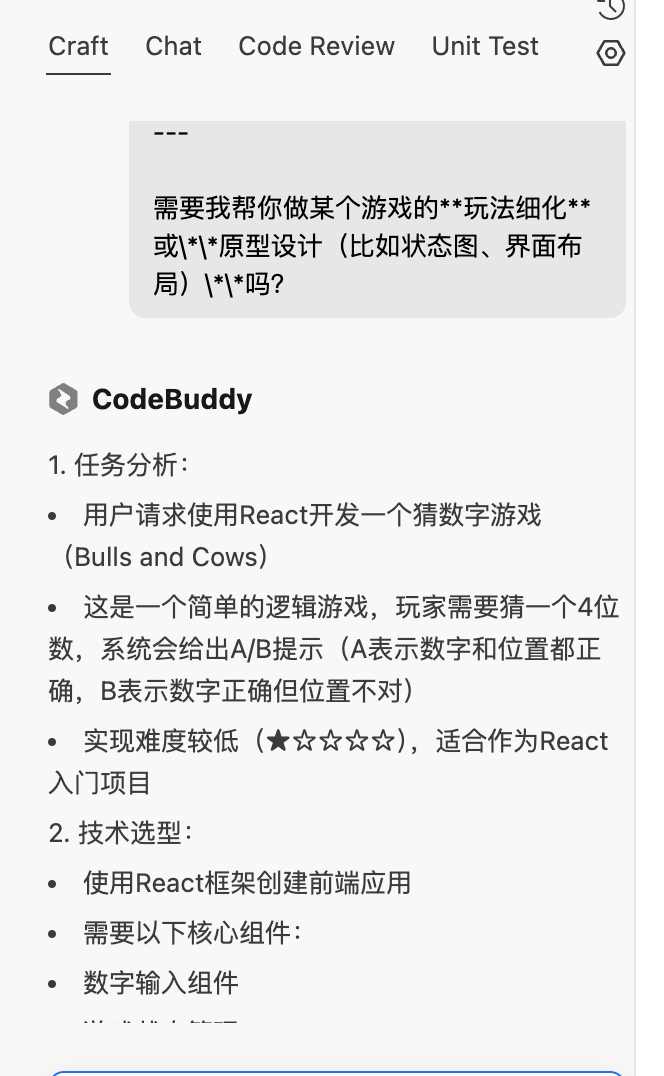 Craft Chat Code Review Unit Test
---
需要我帮你做某个游戏的**玩法细化**
或\*\*原型设计（比如状态图、界面布
局）\*\*吗？
CodeBuddy
1. 任务分析：
• 用户请求使用React开发一个猜数字游戏
（Bulls and Cows）
• 这是一个简单的逻辑游戏，玩家需要猜一个4位
数，系统会给出A/B提示（A表示数字和位置都正
确，B表示数字正确但位置不对）
• 实现难度较低（★☆☆☆☆），适合作为React
入门项目
2. 技术选型：
• 使用React框架创建前端应用
• 需要以下核心组件：
• 数字输入组件